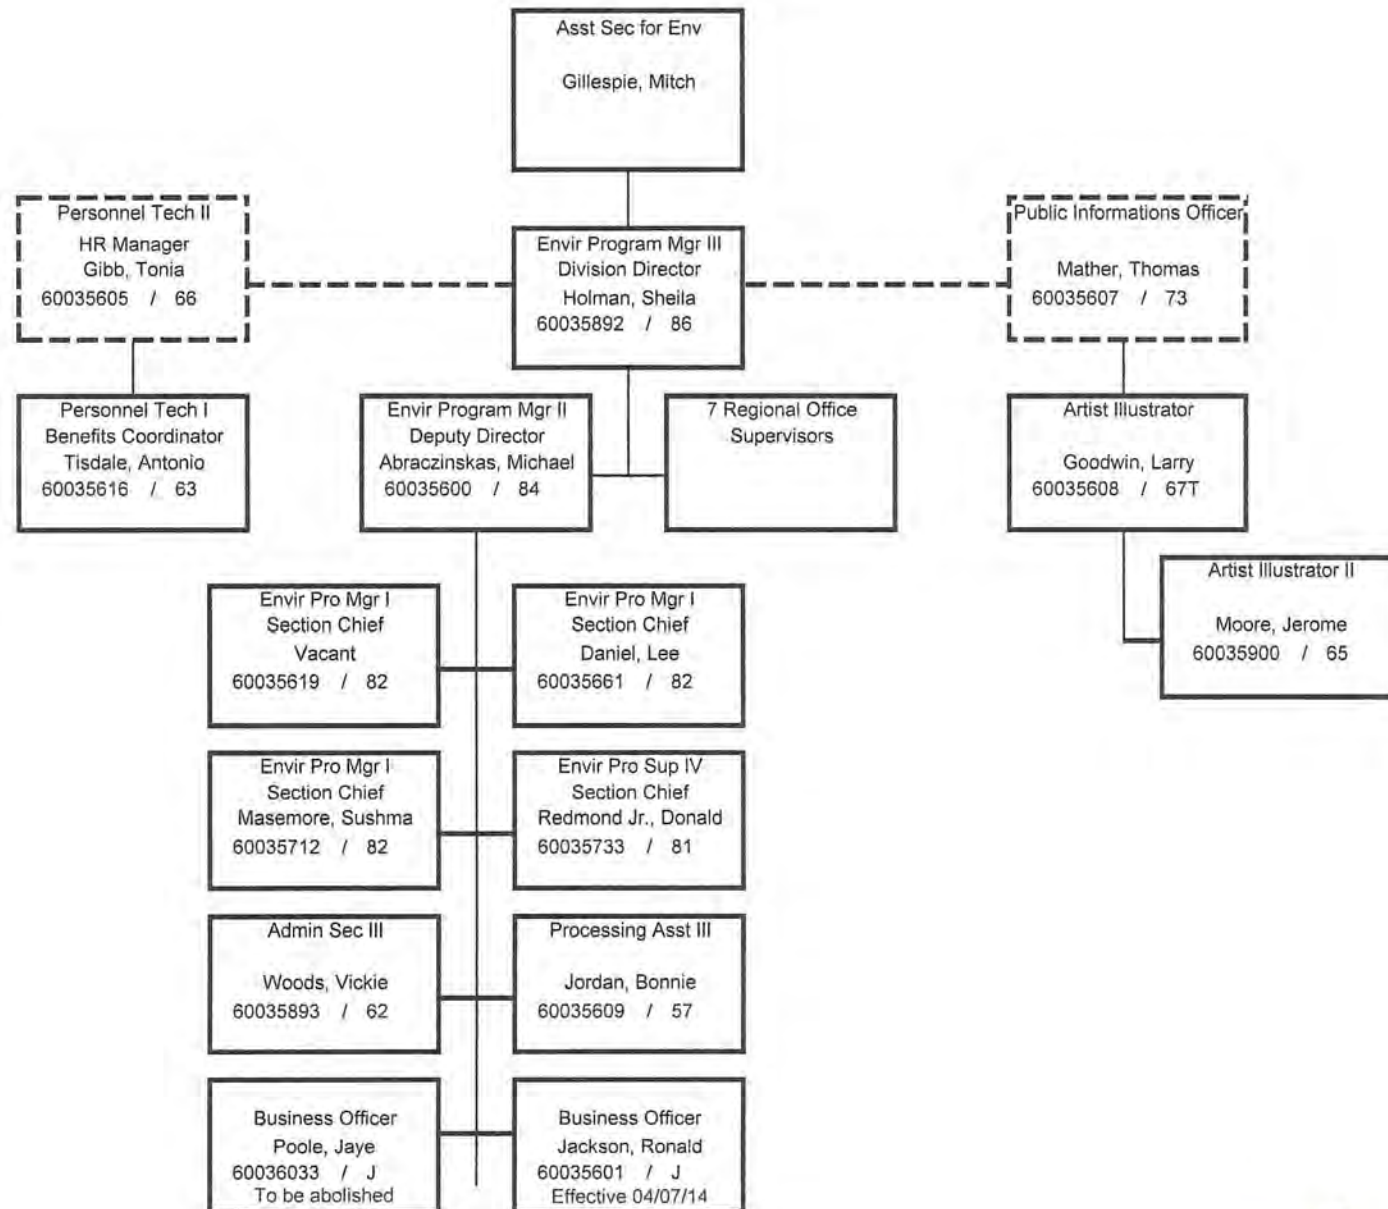 Asst Sec for Env
Gillespie, Mitch
Personnel Tech II
HR Manager
Gibb, Tonia
60035605 / 66
Envir Program Mgr III
Division Director
Holman, Sheila
60035892 / 86
Public Informations Officer
Mather, Thomas
60035607 / 73
Personnel Tech I
Benefits Coordinator
Tisdale, Antonio
60035616 / 63
Envir Program Mgr II
Deputy Director
Abraczinskas, Michael
60035600 / 84
7 Regional Office
Supervisors
Artist Illustrator
Goodwin, Larry
60035608 / 67T
Artist Illustrator II
Moore, Jerome
60035900 / 65
Envir Pro Mgr I
Section Chief
Vacant
60035619 / 82
Envir Pro Mgr I
Section Chief
Daniel, Lee
60035661 / 82
Envir Pro Mgr I
Section Chief
Masemore, Sushma
60035712 / 82
Envir Pro Sup IV
Section Chief
Redmond Jr., Donald
60035733 / 81
Admin Sec III
Woods, Vickie
60035893 / 62
Processing Asst III
Jordan, Bonnie
60035609 / 57
Business Officer
Poole, Jaye
60036033 / J
To be abolished
Business Officer
Jackson, Ronald
60035601 / J
Effective 04/07/14